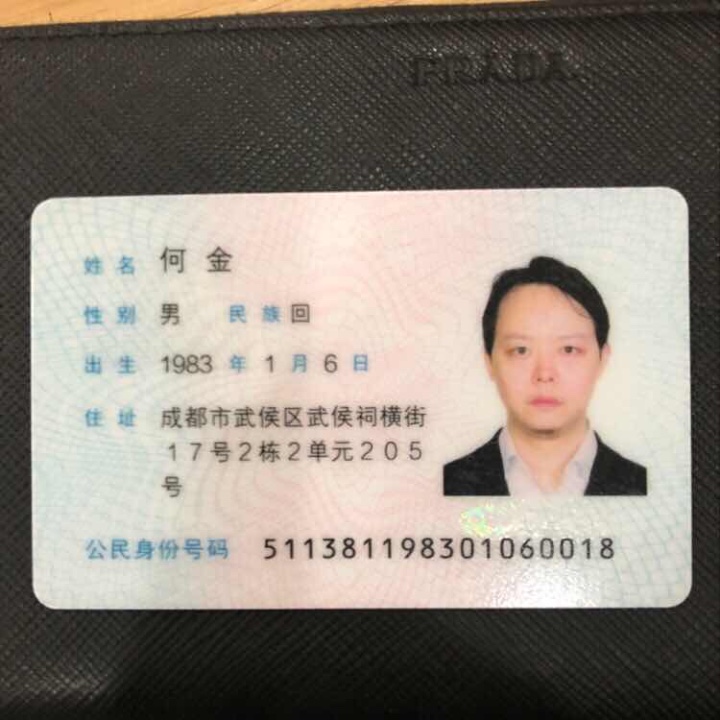 PRADA
姓名 何金
性别 男 民族 回
出生 1983 年 1 月 6 日
住址 成都市武侯区武侯祠横街
17号2栋2单元205
号
公民身份号码 511381198301060018